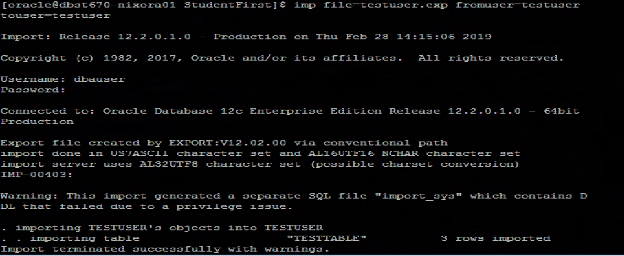 [oracle@dbat670-nixora01 StudentFirst]$ imp file=testuser.exp fromuser=testuser
touser=testuser
Import: Release 12.2.0.1.0 - Production on Thu Feb 28 14:15:06 2019
Copyright (c) 1982, 2017, Oracle and/or its affiliates.  All rights reserved.
Username: dbauser
Password:
Connected to: Oracle Database 12c Enterprise Edition Release 12.2.0.1.0 - 64bit
Production
Export file created by EXPORT:V12.02.00 via conventional path
import done in US7ASCII character set and AL16UTF16 NCHAR character set
import server uses AL32UTF8 character set (possible charset conversion)
IMP-00403:
Warning: This import generated a separate SQL file "import_sys" which contains D
DL that failed due to a privilege issue.
. importing TESTUSER's objects into TESTUSER
. . importing table "TESTTABLE" 3 rows imported
Import terminated successfully with warnings.